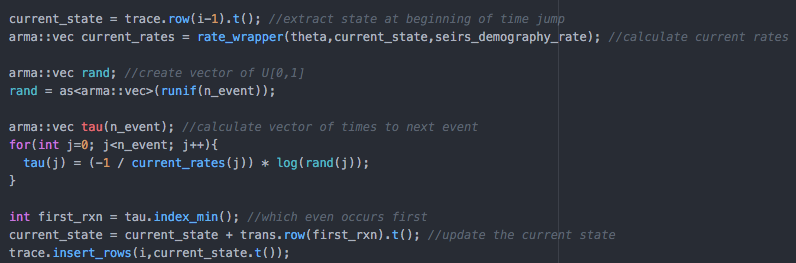 current_state = trace.row(i-1).t(); //extract state at beginning of time jump
arma::vec current_rates = rate_wrapper(theta,current_state,seirs_demography_rate); //calculate current rates
arma::vec rand; //create vector of U[0,1]
rand = as<arma::vec>(runif(n_event));
arma::vec tau(n_event); //calculate vector of times to next event
for(int j=0; j<n_event; j++){
  tau(j) = (-1 / current_rates(j)) * log(rand(j));
}
int first_rxn = tau.index_min(); //which even occurs first
current_state = current_state + trans.row(first_rxn).t(); //update the current state
trace.insert_rows(i,current_state.t());